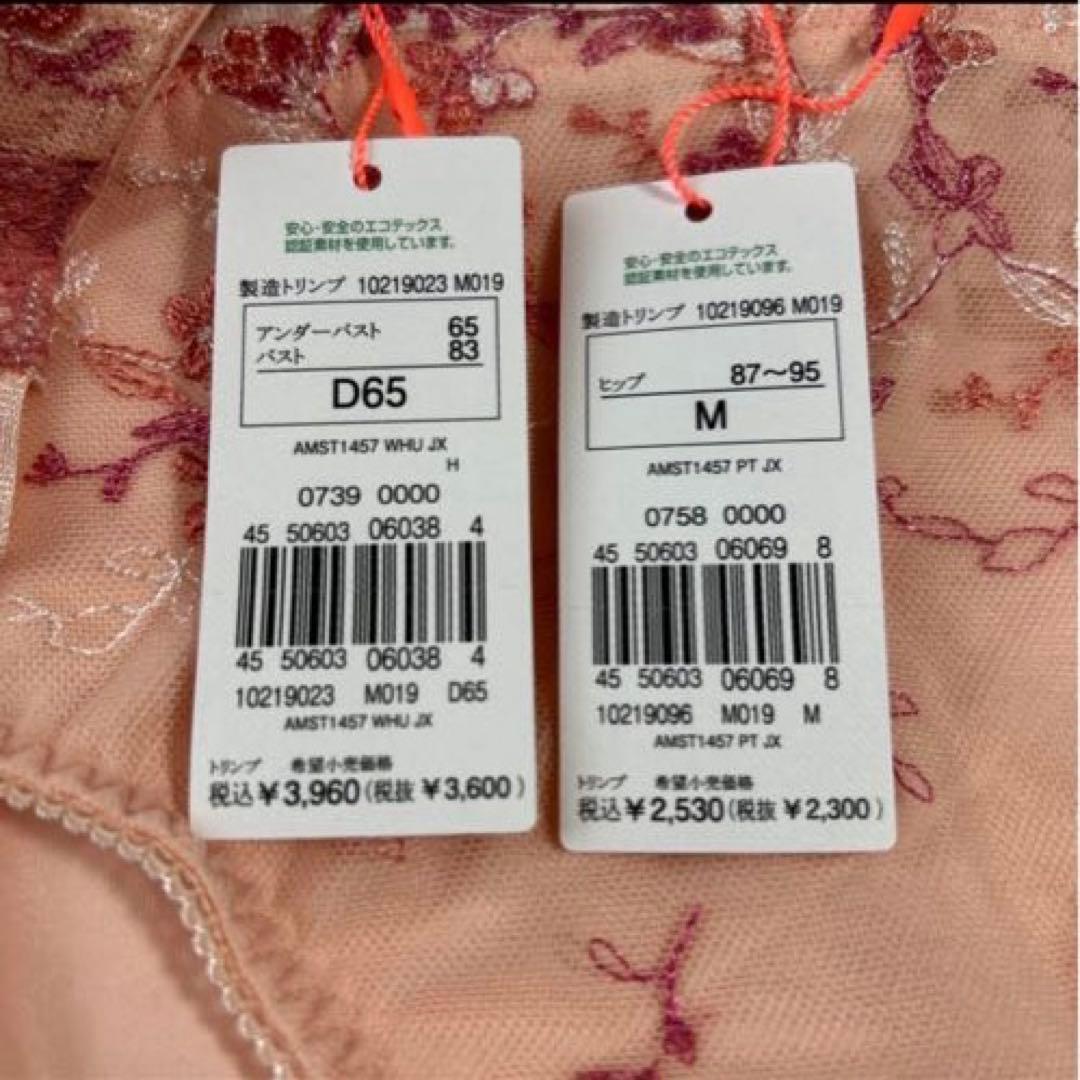 安心・安全のエコテックス
認証素材を使用しています。
製造トリンプ 10219023 M019
アンダーバスト 65
バスト 83
D65
AMST1457 WHU JX
H
0739 0000
45 50603 06038 4
45 50603 06038 4
10219023 M019 D65
AMST1457 WHU JX
トリンプ 希望小売価格
税込¥3,960(税抜 ¥3,600)
安心・安全のエコテックス
認証素材を使用しています。
製造トリンプ 10219096 M019
ヒップ 87〜95
M
AMST1457 PT JX
0758 0000
45 50603 06069 8
45 50603 06069 8
10219096 M019 M
AMST1457 PT JX
トリンプ 希望小売価格
税込¥2,530(税抜 ¥2,300)